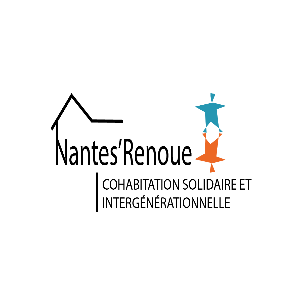 Nantes'Renoue
COHABITATION SOLIDAIRE ET
INTERGÉNÉRATIONNELLE